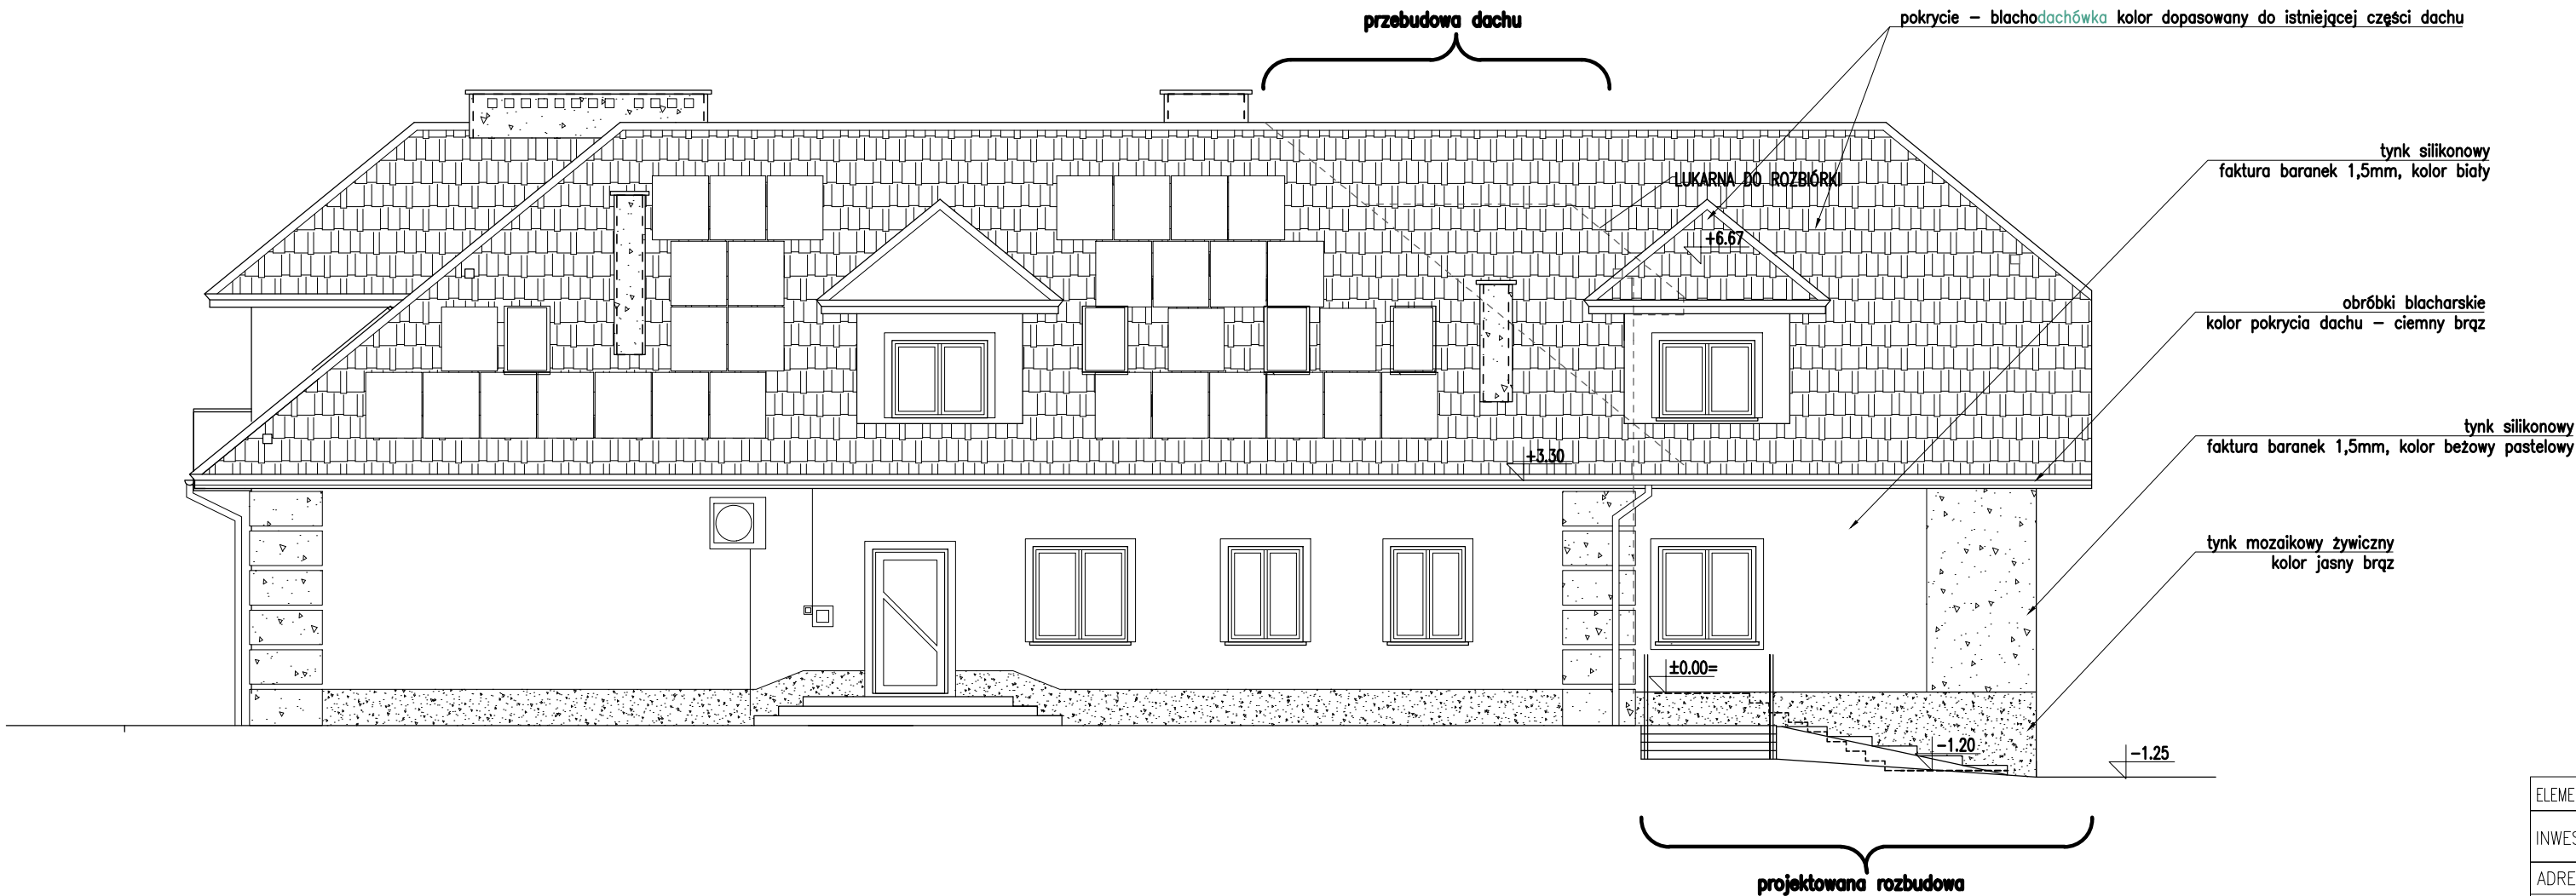 przebudowa dachu
pokrycie – blachodachówka kolor dopasowany do istniejącej części dachu
tynk silikonowy
faktura baranek 1,5mm, kolor biały
LUKARNA DO ROZBIÓRKI
+6.67
obróbki blacharskie
kolor pokrycia dachu – ciemny brąz
tynk silikonowy
faktura baranek 1,5mm, kolor beżowy pastelowy
+3.30
tynk mozaikowy żywiczny
kolor jasny brąz
±0.00=
-1.20
-1.25
ELEME
INWES
ADRE
projektowana rozbudowa